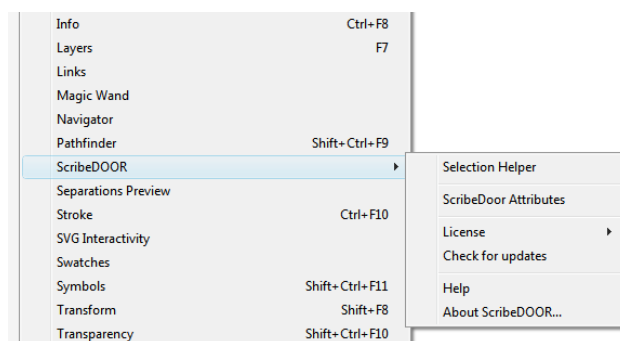 Info Ctrl+F8
Layers F7
Links
Magic Wand
Navigator
Pathfinder Shift+Ctrl+F9
ScribeDOOR
Separations Preview
Stroke Ctrl+F10
SVG Interactivity
Swatches
Symbols Shift+Ctrl+F11
Transform Shift+F8
Transparency Shift+Ctrl+F10
Selection Helper
ScribeDoor Attributes
License
Check for updates
Help
About ScribeDOOR...